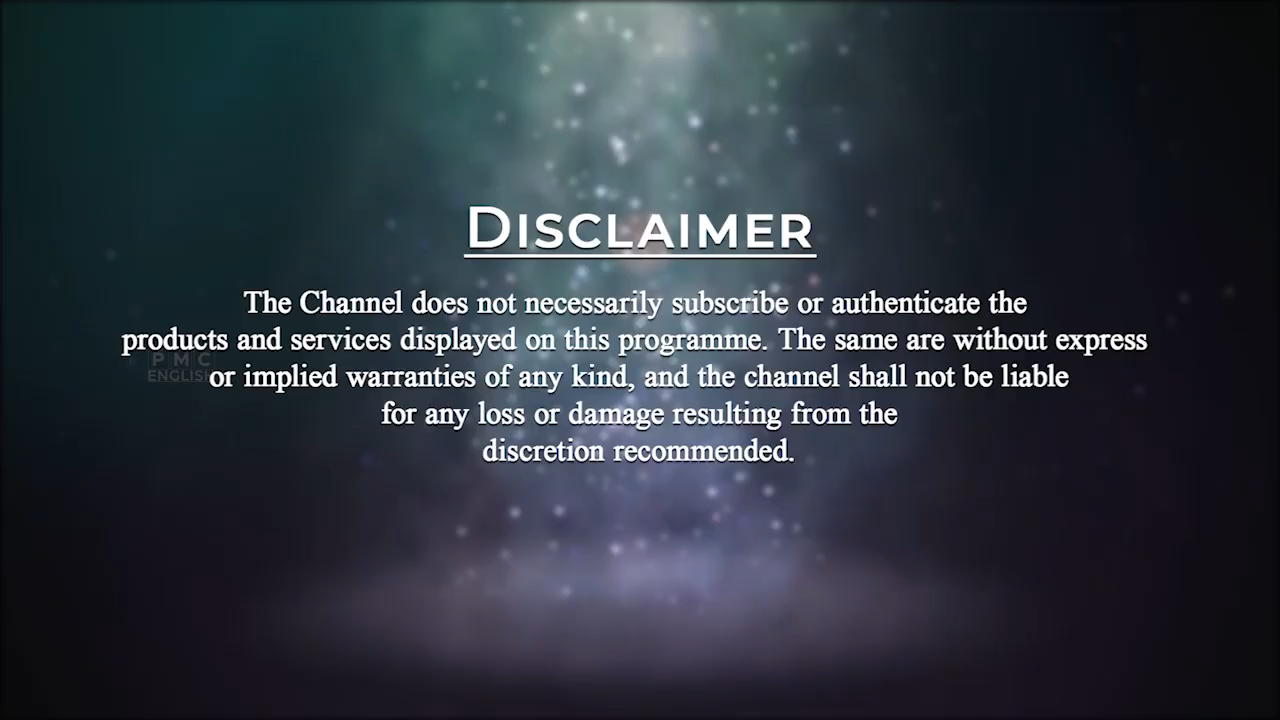 DISCLAIMER
The Channel does not necessarily subscribe or authenticate the
products and services displayed on this programme. The same are without express
or implied warranties of any kind, and the channel shall not be liable
for any loss or damage resulting from the
discretion recommended.
PMC
ENGLISH